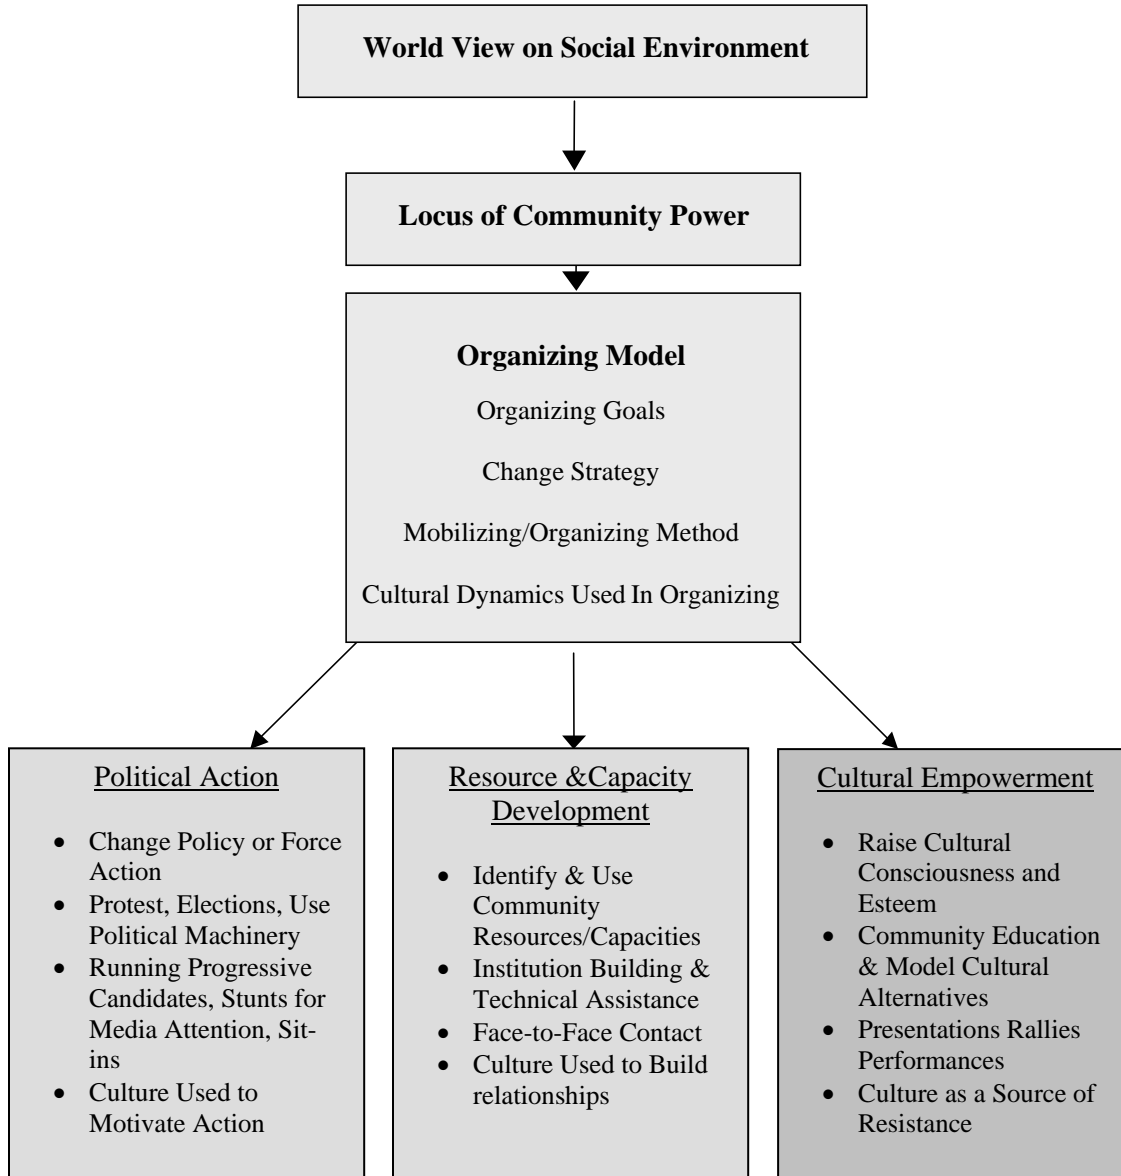 World View on Social Environment
Locus of Community Power
Organizing Model
Organizing Goals
Change Strategy
Mobilizing/Organizing Method
Cultural Dynamics Used In Organizing
Political Action
• Change Policy or Force
Action
• Protest, Elections, Use
Political Machinery
• Running Progressive
Candidates, Stunts for
Media Attention, Sit-
ins
• Culture Used to
Motivate Action
Resource &Capacity
Development
• Identify & Use
Community
Resources/Capacities
• Institution Building &
Technical Assistance
• Face-to-Face Contact
• Culture Used to Build
relationships
Cultural Empowerment
• Raise Cultural
Consciousness and
Esteem
• Community Education
& Model Cultural
Alternatives
• Presentations Rallies
Performances
• Culture as a Source of
Resistance